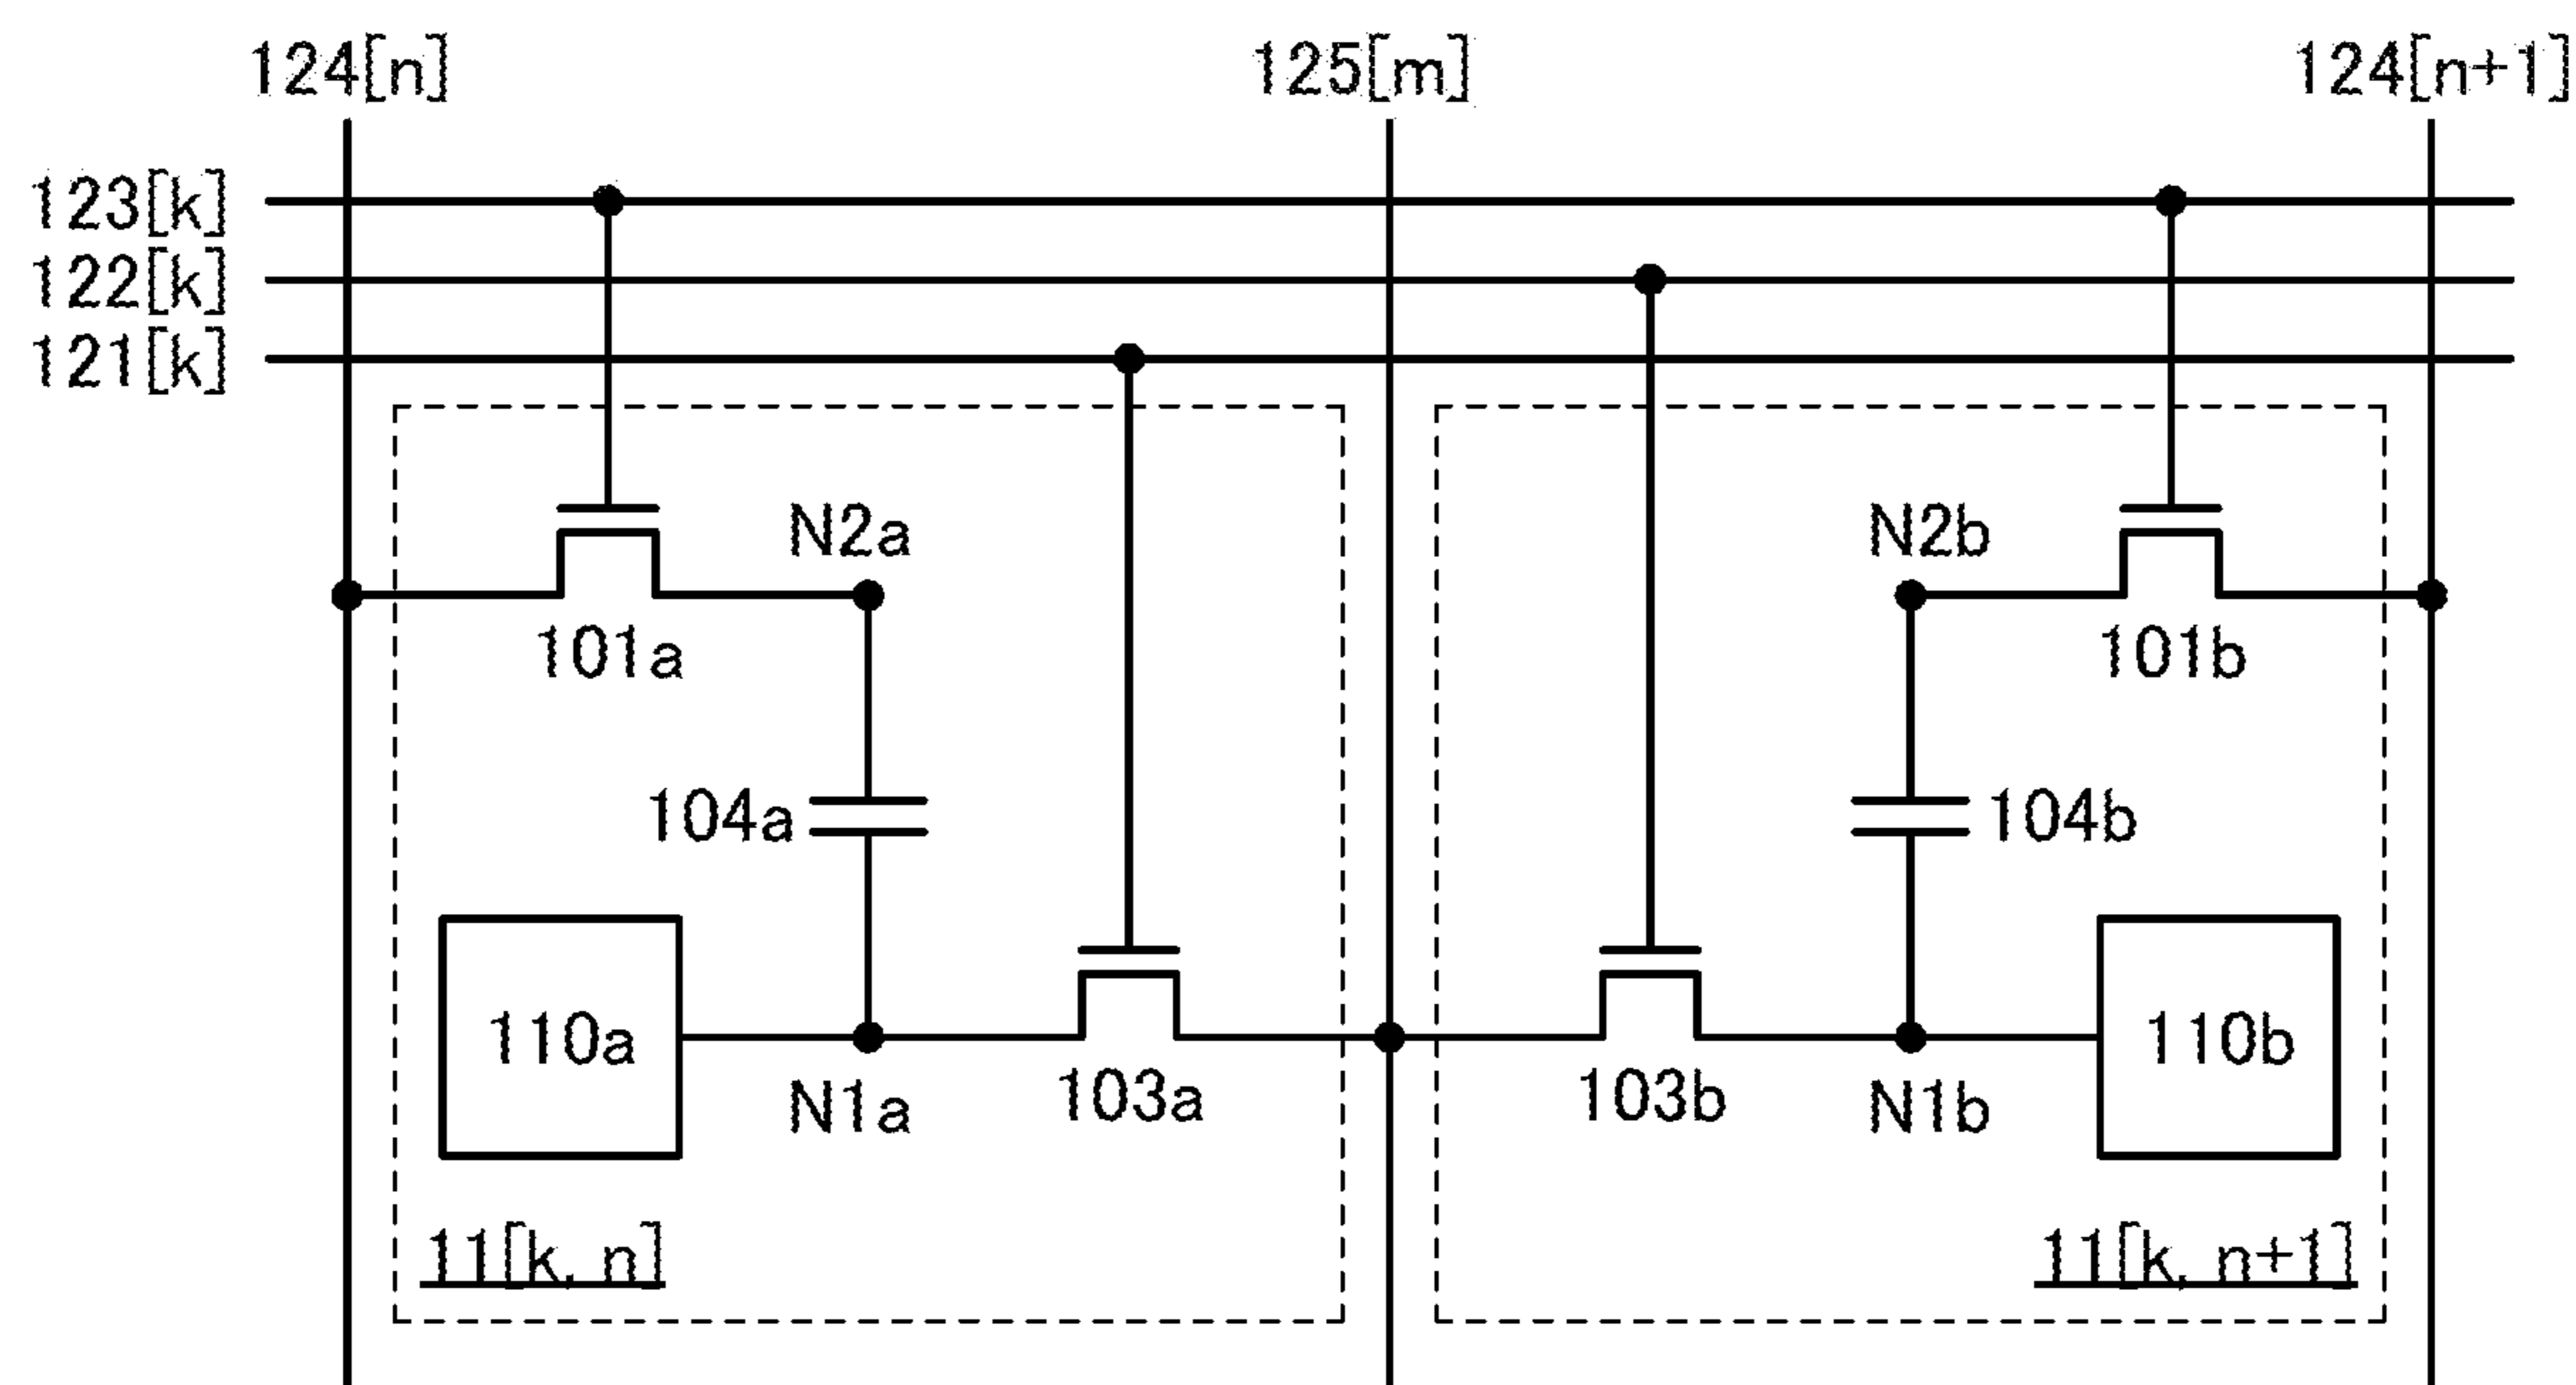 124[n] 125[m] 124[n+1]
123[k]
122[k]
121[k]
N2a N2b
101a 101b
104a 104b
110a 110b
N1a 103a 103b N1b
11[k, n] 11[k, n+1]